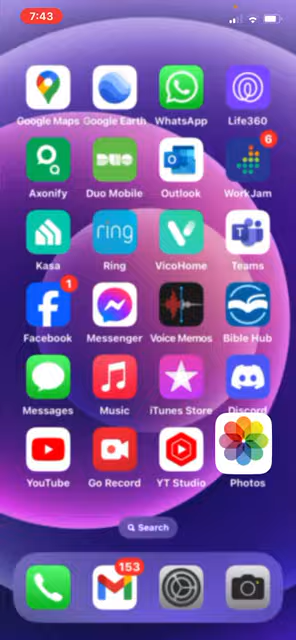 7:43
Google Maps Google Earth WhatsApp Life360
6
Axonify Duo Mobile Outlook WorkJam
ring
Kasa Ring VicoHome Teams
1
Facebook Messenger Voice Memos Bible Hub
Messages Music iTunes Store Discord
YouTube Go Record YT Studio Photos
Search
153